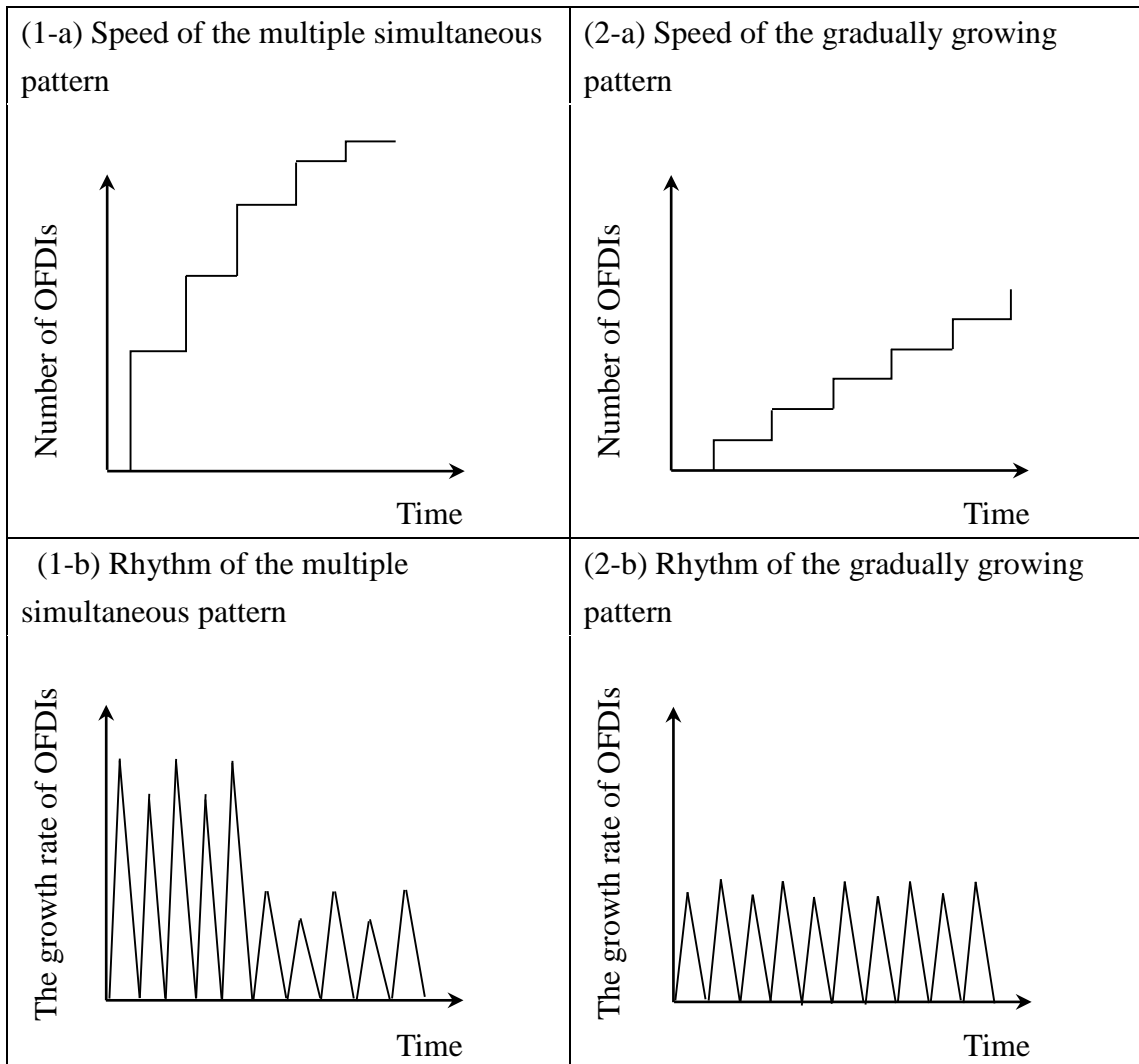 (1-a) Speed of the multiple simultaneous
pattern
Number of OFDIs
Time
(2-a) Speed of the gradually growing
pattern
Number of OFDIs
Time
(1-b) Rhythm of the multiple
simultaneous pattern
The growth rate of OFDIs
Time
(2-b) Rhythm of the gradually growing
pattern
The growth rate of OFDIs
Time